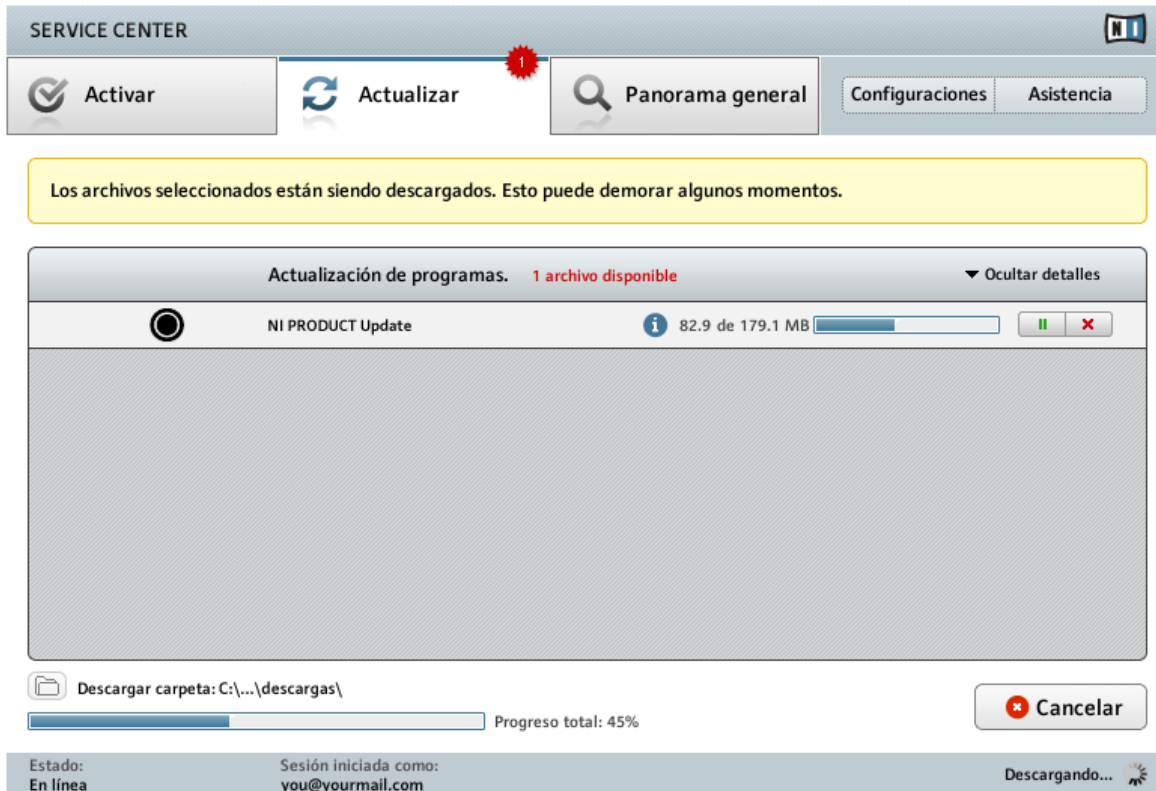 SERVICE CENTER
NI
Activar
Actualizar
1
Panorama general
Configuraciones
Asistencia
Los archivos seleccionados están siendo descargados. Esto puede demorar algunos momentos.
Actualización de programas. 1 archivo disponible
Ocultar detalles
NI PRODUCT Update
i
82.9 de 179.1 MB
Descargar carpeta: C:\...\descargas\
Cancelar
Progreso total: 45%
Estado:
En línea
Sesión iniciada como:
you@yourmail.com
Descargando...